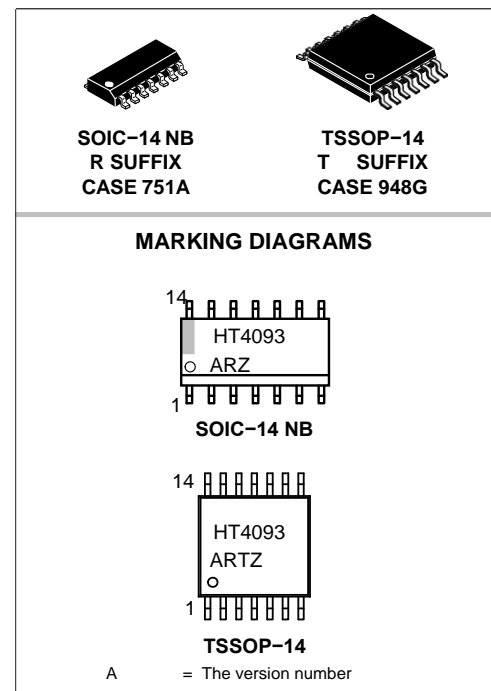 SOIC−14 NB
R SUFFIX
CASE 751A
TSSOP−14
T SUFFIX
CASE 948G
MARKING DIAGRAMS
14
HT4093
ARZ
1
SOIC−14 NB
14
HT4093
ARTZ
1
TSSOP−14
A = The version number